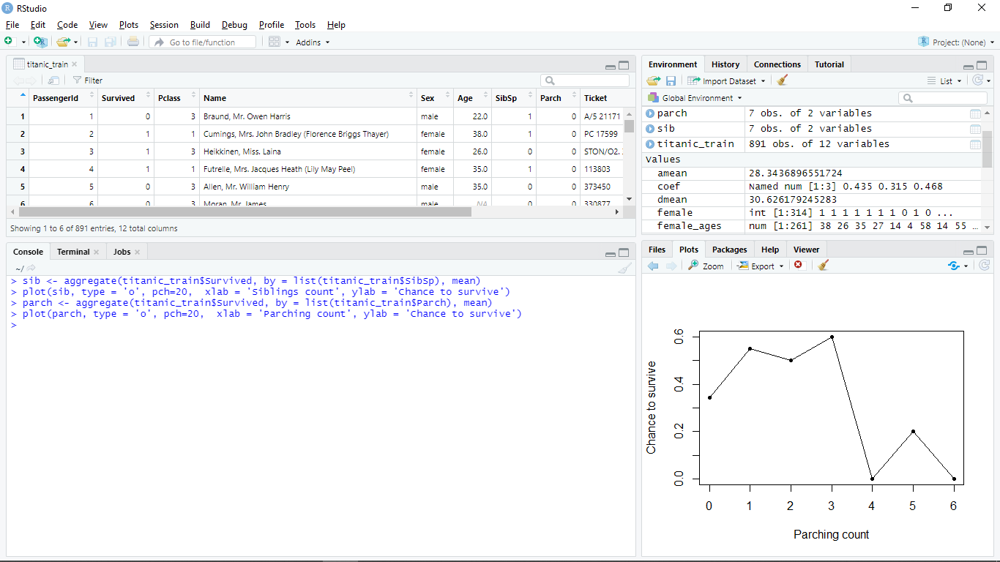 RStudio
File Edit Code View Plots Session Build Debug Profile Tools Help
Go to file/function Addins Project: (None)
titanic_train
Filter
PassengerId Survived Pclass Name Sex Age SibSp Parch Ticket
1 1 0 3 Braund, Mr. Owen Harris male 22.0 1 0 A/5 21171
2 2 1 1 Cumings, Mrs. John Bradley (Florence Briggs Thayer) female 38.0 1 0 PC 17599
3 3 1 3 Heikkinen, Miss. Laina female 26.0 0 0 STON/O2.
4 4 1 1 Futrelle, Mrs. Jacques Heath (Lily May Peel) female 35.0 1 0 113803
5 5 0 3 Allen, Mr. William Henry male 35.0 0 0 373450
6 6 0 3 Moran, Mr. James male NA 0 0 330877
Showing 1 to 6 of 891 entries, 12 total columns
Console Terminal Jobs
~/
> sib <- aggregate(titanic_train$Survived, by = list(titanic_train$SibSp), mean)
> plot(sib, type = 'o', pch=20,  xlab = 'Siblings count', ylab = 'Chance to survive')
> parch <- aggregate(titanic_train$Survived, by = list(titanic_train$Parch), mean)
> plot(parch, type = 'o', pch=20,  xlab = 'Parching count', ylab = 'Chance to survive')
>
Environment History Connections Tutorial
Import Dataset List
Global Environment
parch 7 obs. of 2 variables
sib 7 obs. of 2 variables
titanic_train 891 obs. of 12 variables
Values
amean 28.3436896551724
coef Named num [1:3] 0.435 0.315 0.468
dmean 30.626179245283
female int [1:314] 1 1 1 1 1 1 1 0 1 0 ...
female_ages num [1:261] 38 26 35 27 14 4 58 14 55 …
Files Plots Packages Help Viewer
Zoom Export
Chance to survive
0.6
0.4
0.2
0.0
0 1 2 3 4 5 6
Parching count